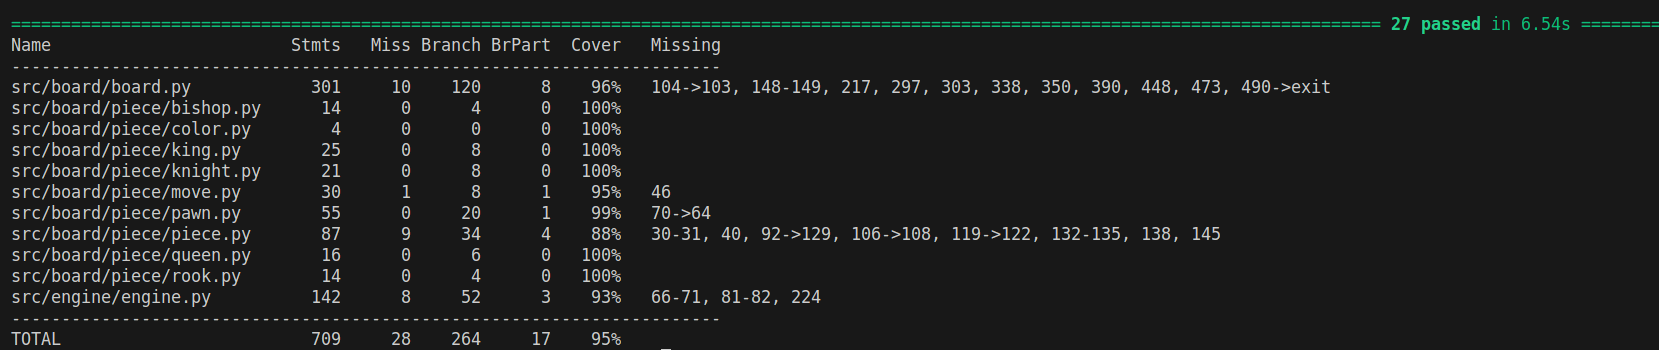 ========================================================================================================================================= 27 passed in 6.54s ========
Name                        Stmts   Miss Branch BrPart  Cover   Missing
-----------------------------------------------------------------------
src/board/board.py            301     10    120      8    96%   104->103, 148-149, 217, 297, 303, 338, 350, 390, 448, 473, 490->exit
src/board/piece/bishop.py      14      0      4      0   100%
src/board/piece/color.py        4      0      0      0   100%
src/board/piece/king.py        25      0      8      0   100%
src/board/piece/knight.py      21      0      8      0   100%
src/board/piece/move.py        30      1      8      1    95%   46
src/board/piece/pawn.py        55      0     20      1    99%   70->64
src/board/piece/piece.py       87      9     34      4    88%   30-31, 40, 92->129, 106->108, 119->122, 132-135, 138, 145
src/board/piece/queen.py       16      0      6      0   100%
src/board/piece/rook.py        14      0      4      0   100%
src/engine/engine.py          142      8     52      3    93%   66-71, 81-82, 224
-----------------------------------------------------------------------
TOTAL                         709     28    264     17    95%